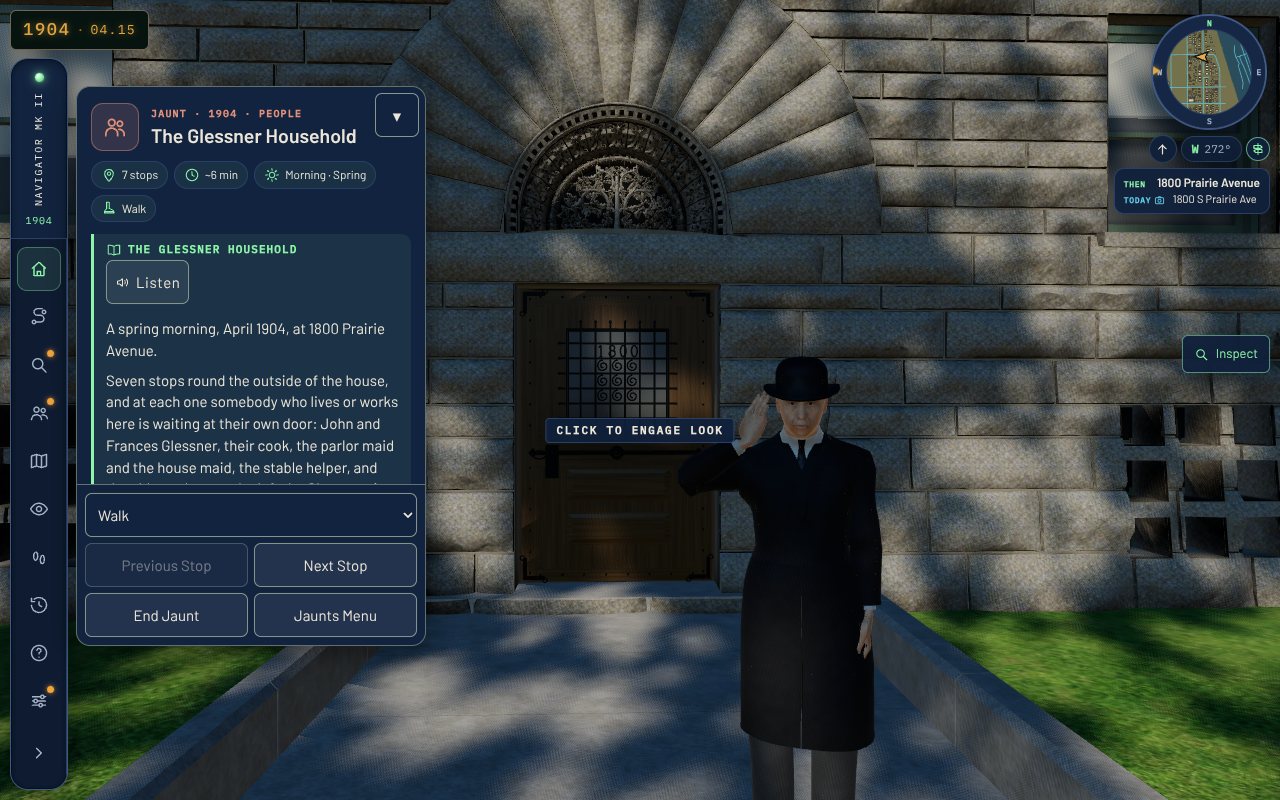 1904 · 04.15
NAVIGATOR MK II
1904
JAUNT · 1904 · PEOPLE
The Glessner Household
▼
7 stops
~6 min
Morning · Spring
Walk
THE GLESSNER HOUSEHOLD
Listen
A spring morning, April 1904, at 1800 Prairie
Avenue.
Seven stops round the outside of the house,
and at each one somebody who lives or works
here is waiting at their own door: John and
Frances Glessner, their cook, the parlor maid
and the house maid, the stable helper, and
Walk
Previous Stop
Next Stop
End Jaunt
Jaunts Menu
1800
CLICK TO ENGAGE LOOK
N
W
E
S
W 272°
THEN 1800 Prairie Avenue
TODAY 1800 S Prairie Ave
Inspect